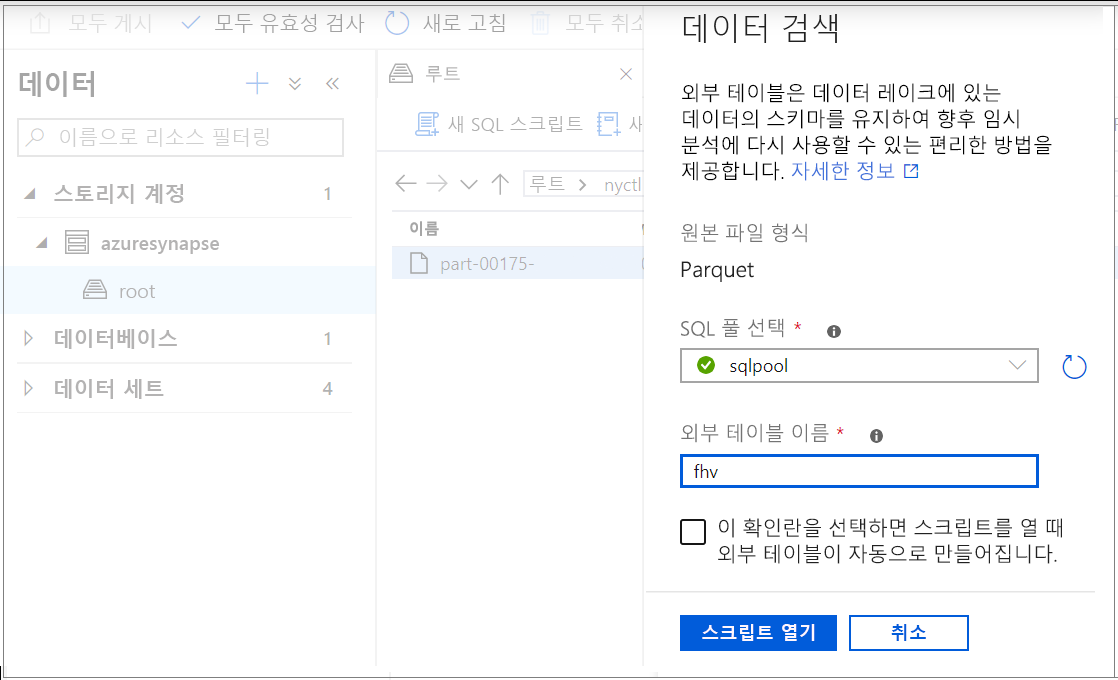 모두 게시
모두 유효성 검사
새로 고침
모두 취소
데이터
이름으로 리소스 필터링
스토리지 계정 1
azuresynapse
root
데이터베이스 1
데이터 세트 4
루트
새 SQL 스크립트
새
루트 > nyctl
이름
part-00175-
데이터 검색
외부 테이블은 데이터 레이크에 있는
데이터의 스키마를 유지하여 향후 임시
분석에 다시 사용할 수 있는 편리한 방법을
제공합니다. 자세한 정보
원본 파일 형식
Parquet
SQL 풀 선택 *
sqlpool
외부 테이블 이름 *
fhv
이 확인란을 선택하면 스크립트를 열 때
외부 테이블이 자동으로 만들어집니다.
스크립트 열기
취소